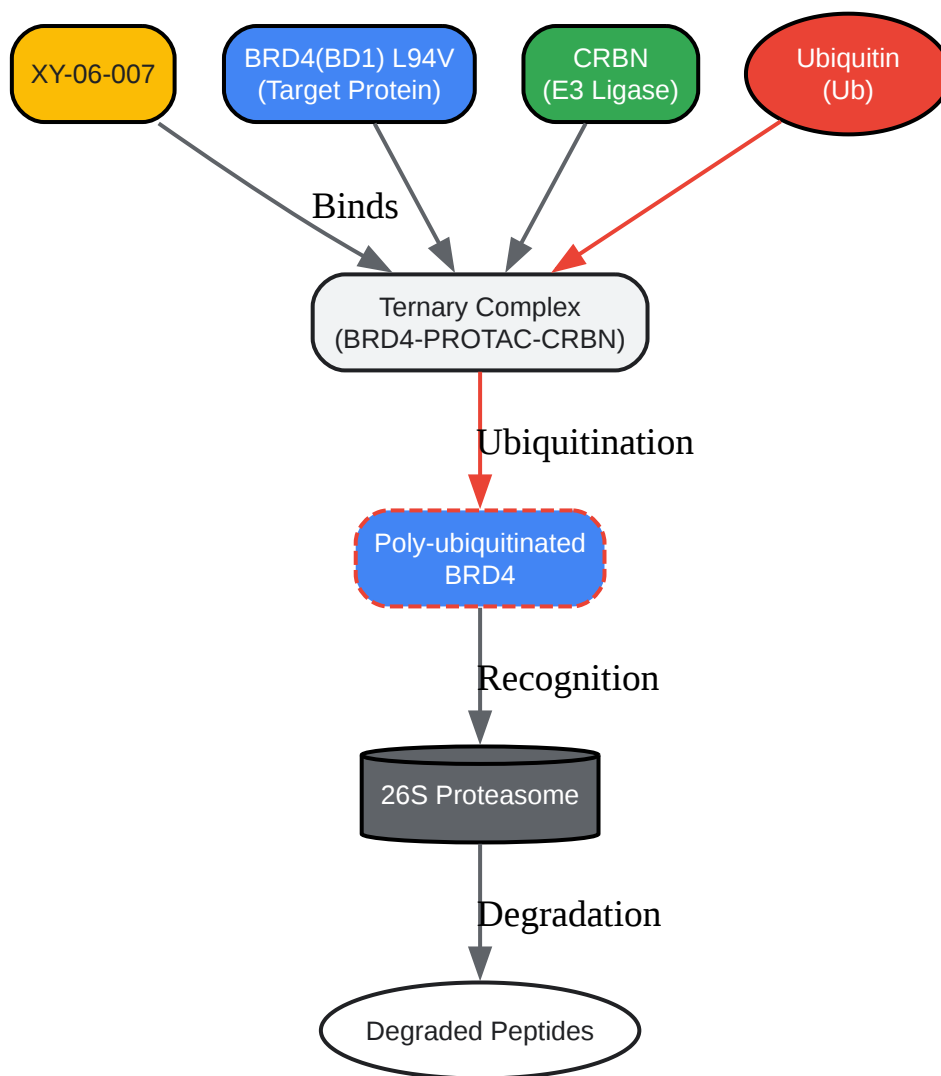 XY-06-007
BRD4(BD1) L94V
(Target Protein)
CRBN
(E3 Ligase)
Ubiquitin
(Ub)
Binds
Ternary Complex
(BRD4-PROTAC-CRBN)
Ubiquitination
Poly-ubiquitinated
BRD4
Recognition
26S Proteasome
Degradation
Degraded Peptides